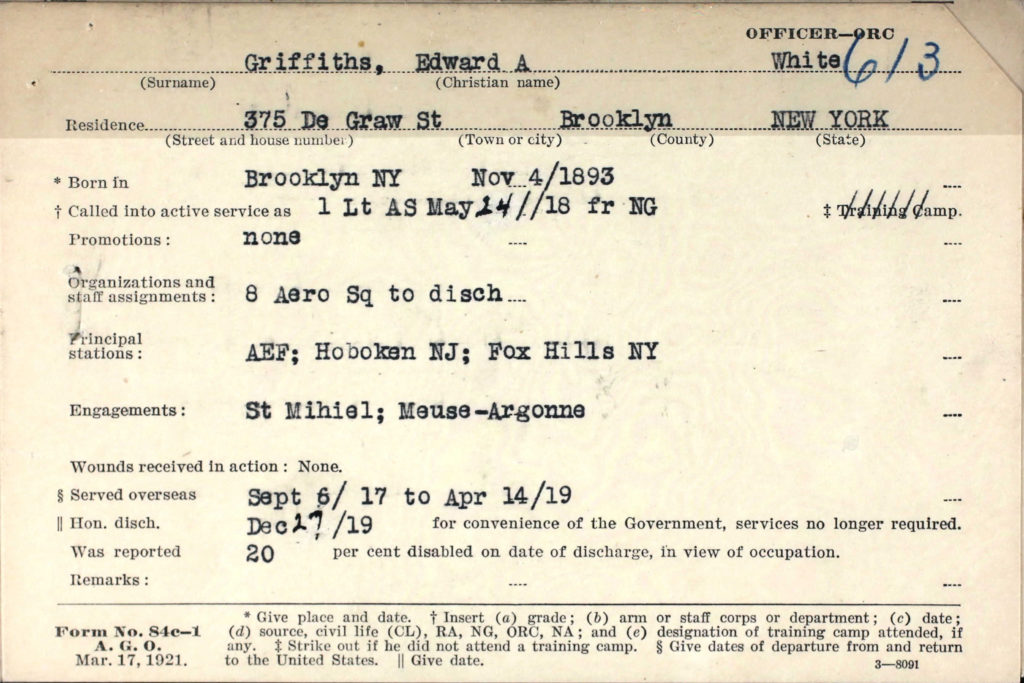 OFFICER—ORC
Griffiths, Edward A White 613
(Surname) (Christian name)
Residence 375 De Graw St Brooklyn NEW YORK
(Street and house number) (Town or city) (County) (State)
* Born in Brooklyn NY Nov 4/1893
† Called into active service as 1 Lt AS May 24//18 fr NG ‡ Training Camp.
Promotions: none
Organizations and
staff assignments: 8 Aero Sq to disch
Principal
stations: AEF; Hoboken NJ; Fox Hills NY
Engagements: St Mihiel; Meuse-Argonne
Wounds received in action: None.
§ Served overseas Sept 6/ 17 to Apr 14/19
|| Hon. disch. Dec 27/19 for convenience of the Government, services no longer required.
Was reported 20 per cent disabled on date of discharge, in view of occupation.
Remarks:
* Give place and date. † Insert (a) grade; (b) arm or staff corps or department; (c) date;
Form No. 84c-1 (d) source, civil life (CL), RA, NG, ORC, NA; and (e) designation of training camp attended, if
A. G. O. any. ‡ Strike out if he did not attend a training camp. § Give dates of departure from and return
Mar. 17, 1921. to the United States. || Give date. 3—8091